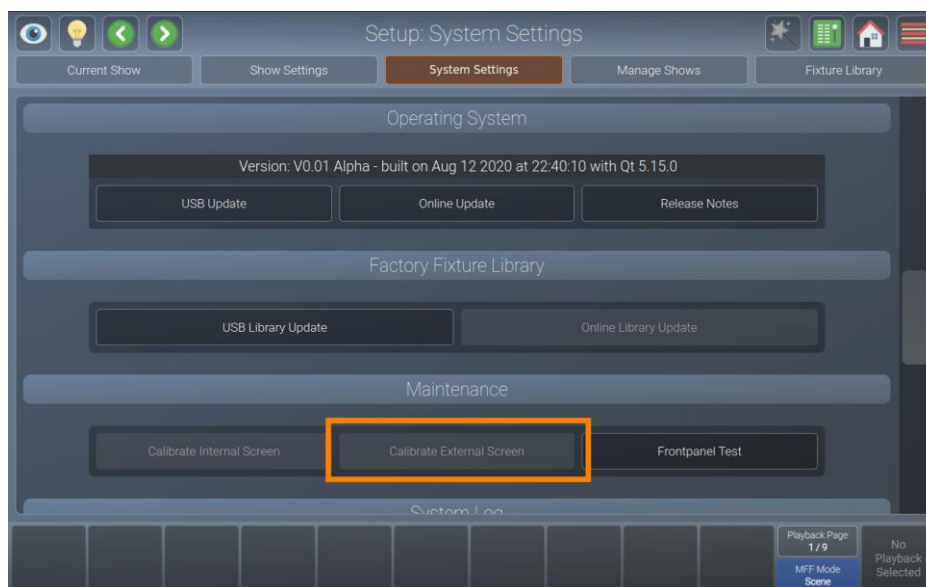 Setup: System Settings
Current Show
Show Settings
System Settings
Manage Shows
Fixture Library
Operating System
Version: V0.01 Alpha - built on Aug 12 2020 at 22:40:10 with Qt 5.15.0
USB Update
Online Update
Release Notes
Factory Fixture Library
USB Library Update
Online Library Update
Maintenance
Calibrate Internal Screen
Calibrate External Screen
Frontpanel Test
System Log
Playback Page
1 / 9
MFF Mode
Scene
No
Playback
Selected